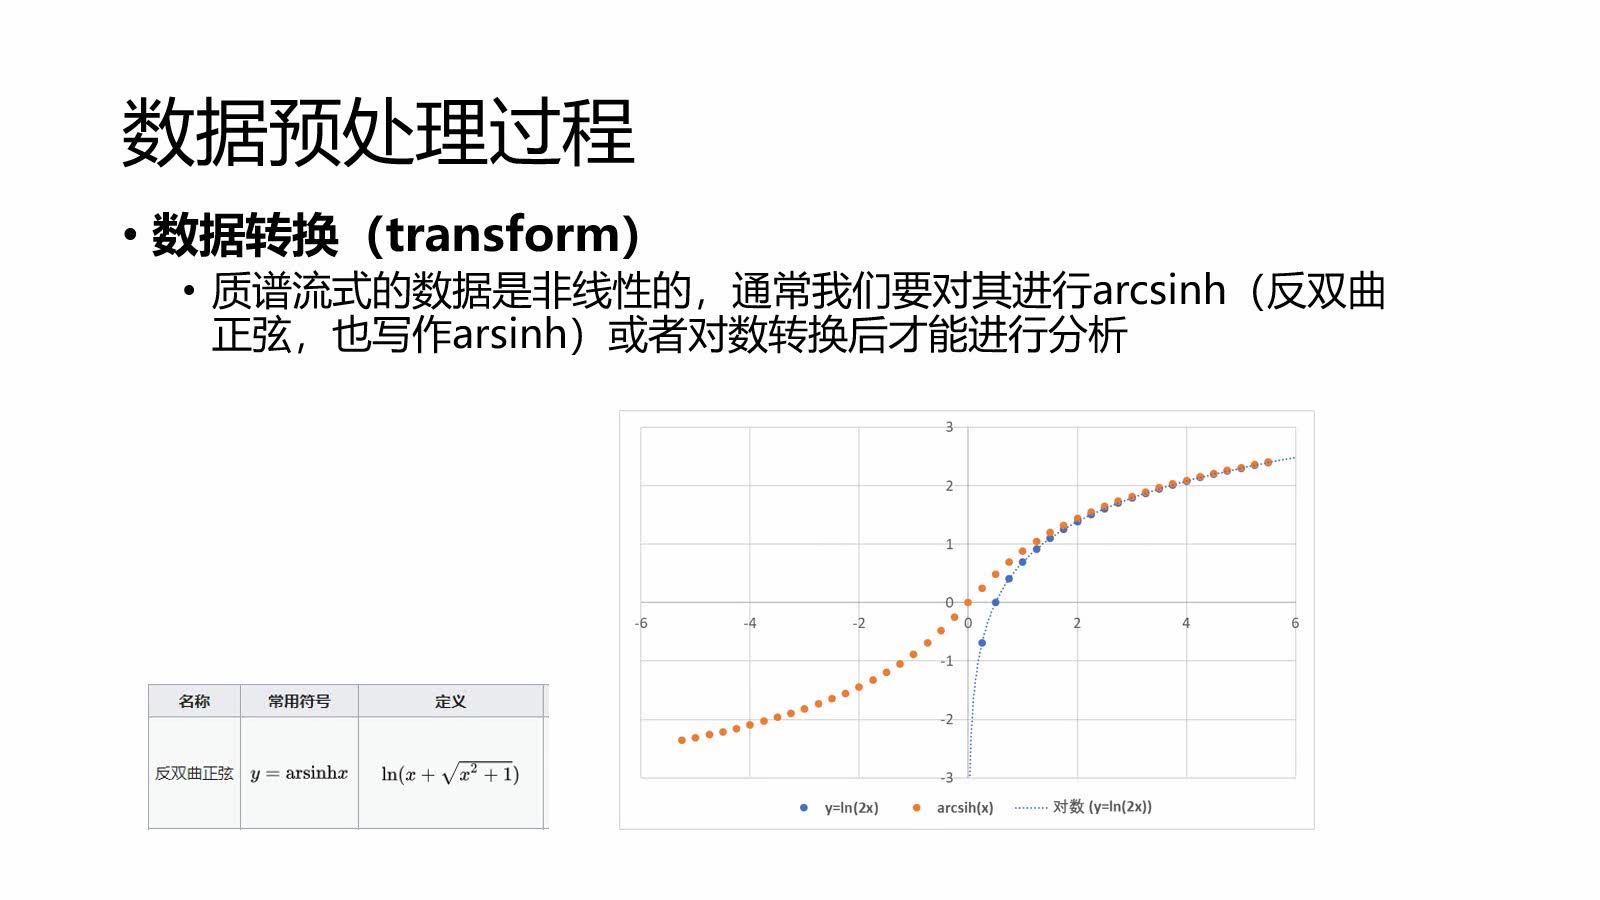 数据预处理过程
• 数据转换（transform）
• 质谱流式的数据是非线性的，通常我们要对其进行arcsinh（反双曲
正弦，也写作arsinh）或者对数转换后才能进行分析
3
2
1
0
-6 -4 -2 0 2 4 6
-1
-2
-3
y=ln(2x) arcsih(x) 对数 (y=ln(2x))
名称 常用符号 定义
反双曲正弦 y = arsinhx ln(x + √(x² + 1))